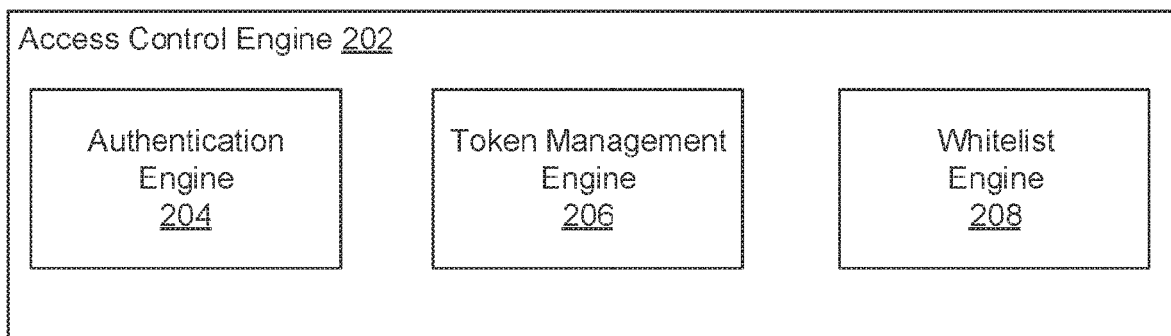 Access Control Engine 202
Authentication
Engine
204
Token Management
Engine
206
Whitelist
Engine
208